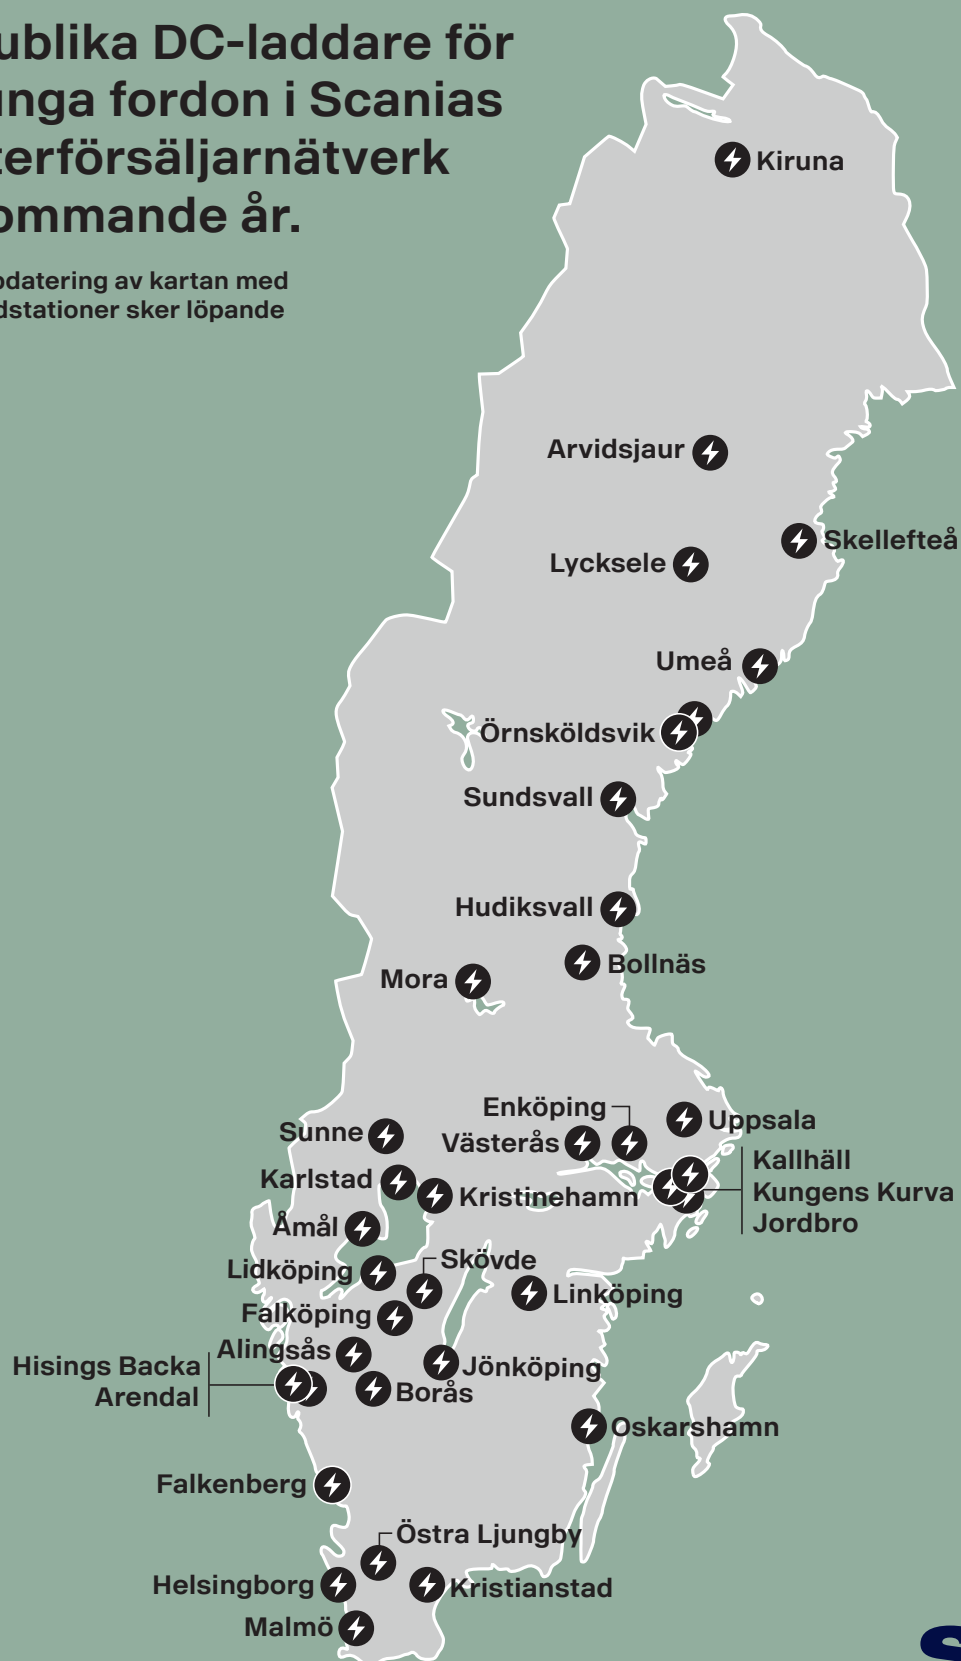 ublika DC-laddare för
unga fordon i Scanias
terförsäljarnätverk
ommande år.
pdatering av kartan med
dstationer sker löpande
Kiruna
Arvidsjaur
Skellefteå
Lycksele
Umeå
Örnsköldsvik
Sundsvall
Hudiksvall
Bollnäs
Mora
Enköping
Uppsala
Sunne
Västerås
Kallhäll
Kungens Kurva
Jordbro
Karlstad
Kristinehamn
Åmål
Skövde
Lidköping
Linköping
Falköping
Alingsås
Jönköping
Hisings Backa
Arendal
Borås
Oskarshamn
Falkenberg
Östra Ljungby
Helsingborg
Kristianstad
Malmö